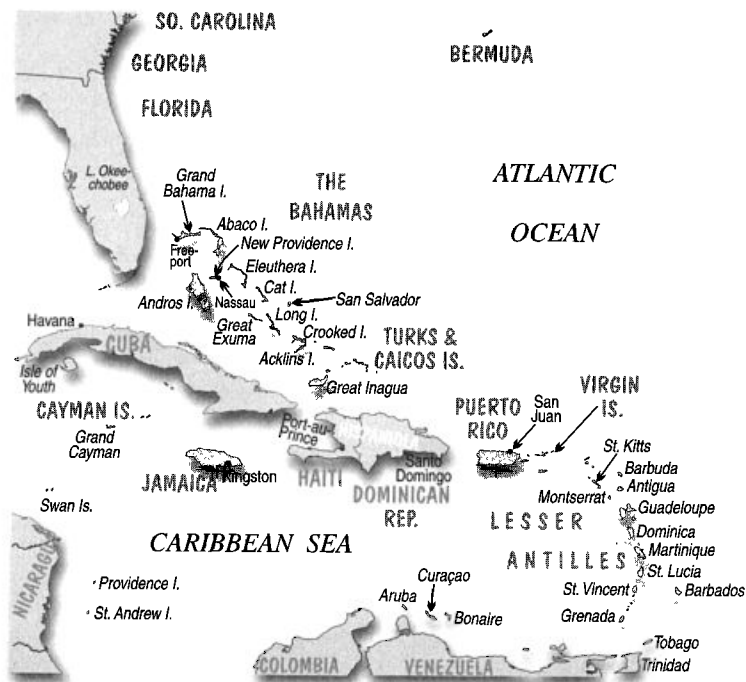 SO. CAROLINA
GEORGIA
FLORIDA
BERMUDA
L. Okee-
chobee
ATLANTIC
OCEAN
THE
BAHAMAS
Grand
Bahama I.
Abaco I.
Free-
port
New Providence I.
Eleuthera I.
Andros I.
Nassau
Cat I.
San Salvador
Great
Exuma
Long I.
Crooked I.
Acklins I.
TURKS &
CAICOS IS.
Great Inagua
Havana
CUBA
Isle of
Youth
CAYMAN IS.
Grand
Cayman
JAMAICA
Kingston
Port-au-
Prince
HISPANIOLA
HAITI
Santo
Domingo
DOMINICAN
REP.
PUERTO
RICO
San
Juan
VIRGIN
IS.
St. Kitts
Barbuda
Antigua
Montserrat
Guadeloupe
Dominica
Martinique
St. Lucia
St. Vincent
Barbados
Grenada
Tobago
Trinidad
LESSER
ANTILLES
Swan Is.
CARIBBEAN SEA
NICARAGUA
Providence I.
St. Andrew I.
Aruba
Curaçao
Bonaire
COLOMBIA
VENEZUELA